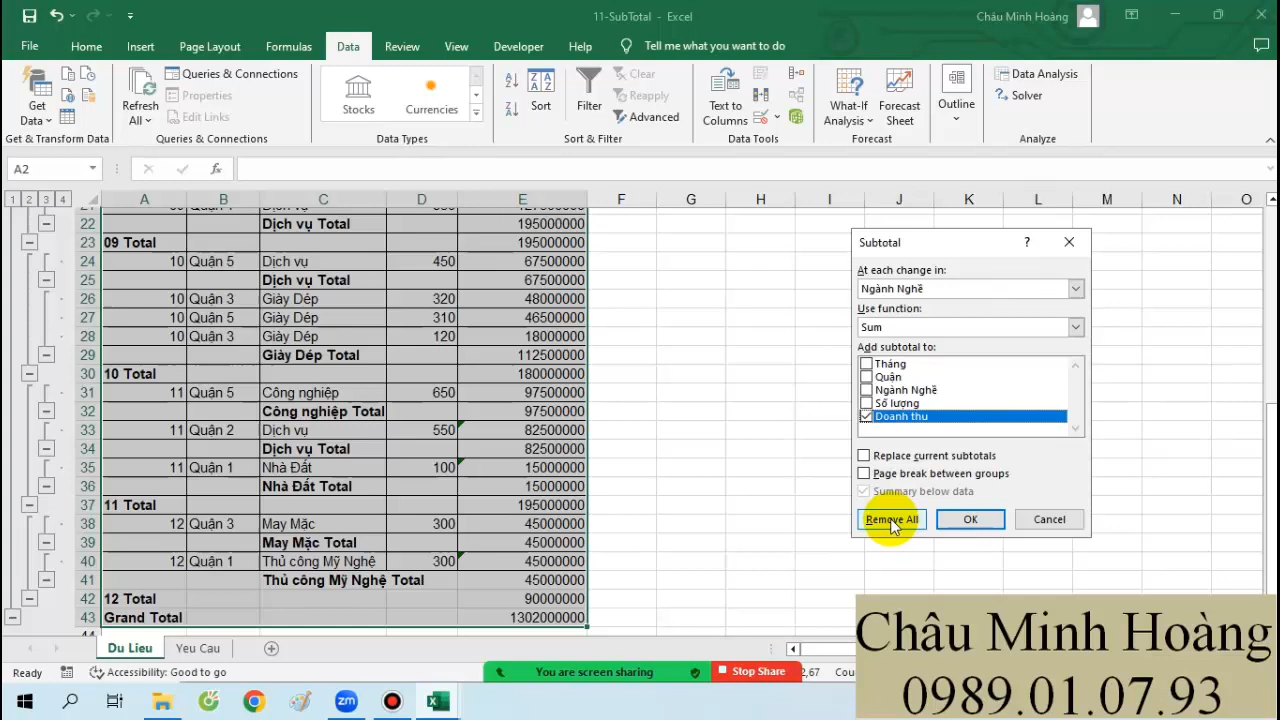 11-SubTotal - Excel
Châu Minh Hoàng
File Home Insert Page Layout Formulas Data Review View Developer Help Tell me what you want to do
Get Data
Queries & Connections
Properties
Edit Links
Refresh All
Stocks
Currencies
Sort
Filter
Clear
Reapply
Advanced
Text to Columns
What-If Analysis
Forecast Sheet
Outline
Data Analysis
Solver
Get & Transform Data Queries & Connections Data Types Sort & Filter Data Tools Forecast Analyze
A2 fx
1 2 3 4 A B C D E F G H I J K L M N O
22 Dịch vụ Total 195000000
23 09 Total 195000000
24 10 Quận 5 Dịch vụ 450 67500000
25 Dịch vụ Total 67500000
26 10 Quận 3 Giày Dép 320 48000000
27 10 Quận 3 Giày Dép 310 46500000
28 10 Quận 3 Giày Dép 120 18000000
29 Giày Dép Total 112500000
30 10 Total 180000000
31 11 Quận 5 Công nghiệp 650 97500000
32 Công nghiệp Total 97500000
33 11 Quận 2 Dịch vụ 550 82500000
34 Dịch vụ Total 82500000
35 11 Quận 1 Nhà Đất 100 15000000
36 Nhà Đất Total 15000000
37 11 Total 195000000
38 12 Quận 3 May Mặc 300 45000000
39 May Mặc Total 45000000
40 12 Quận 1 Thủ công Mỹ Nghệ 300 45000000
41 Thủ công Mỹ Nghệ Total 45000000
42 12 Total 90000000
43 Grand Total 1302000000
Subtotal ?
At each change in:
Ngành Nghề
Use function:
Sum
Add subtotal to:
Tháng
Quận
Ngành Nghề
Số lượng
Doanh thu
Replace current subtotals
Page break between groups
Summary below data
Remove All OK Cancel
Du Lieu Yeu Cau
Ready Accessibility: Good to go You are screen sharing Stop Share 2,67 Cou
zm
Châu Minh Hoàng
0989.01.07.93